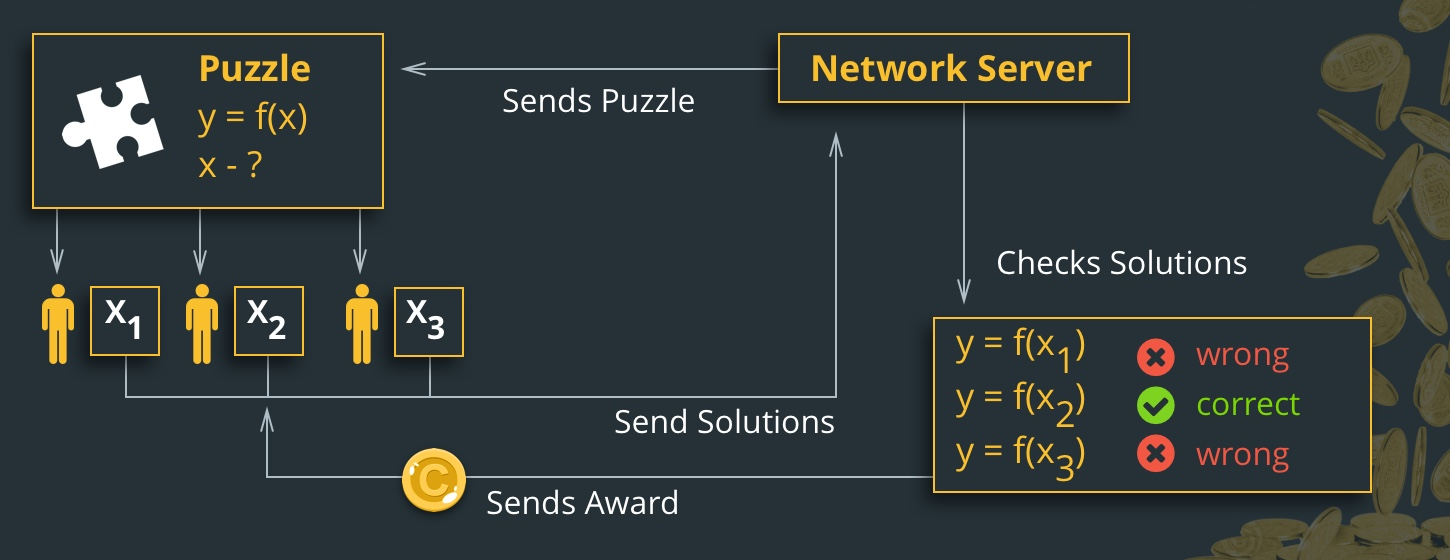 Puzzle
y = f(x)
x - ?
Network Server
Sends Puzzle
Checks Solutions
X1
X2
X3
Send Solutions
y = f(x1) wrong
y = f(x2) correct
y = f(x3) wrong
C
Sends Award